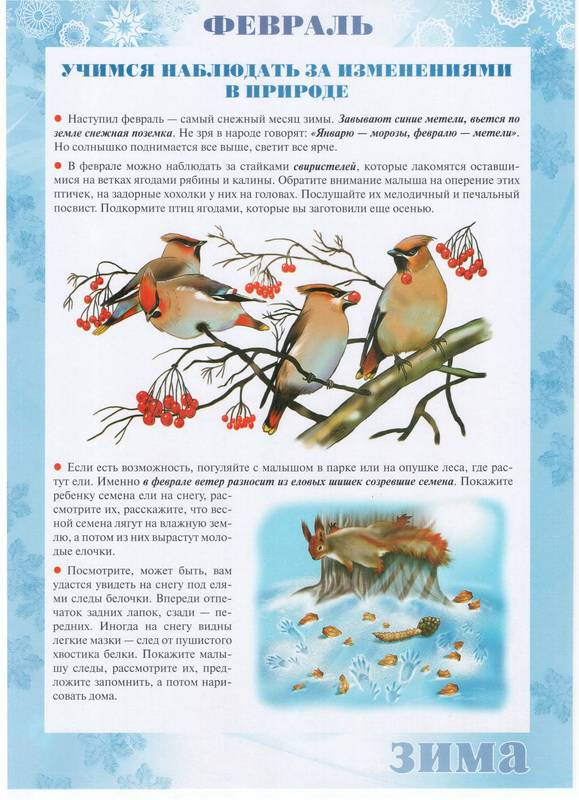 ФЕВРАЛЬ
УЧИМСЯ НАБЛЮДАТЬ ЗА ИЗМЕНЕНИЯМИ
В ПРИРОДЕ
● Наступил февраль — самый снежный месяц зимы. Завывают синие метели, вьется по
земле снежная поземка. Не зря в народе говорят: «Январю — морозы, февралю — метели».
Но солнышко поднимается все выше, светит все ярче.
● В феврале можно наблюдать за стайками свиристелей, которые лакомятся оставши-
мися на ветках ягодами рябины и калины. Обратите внимание малыша на оперение этих
птичек, на задорные хохолки у них на головах. Послушайте их мелодичный и печальный
посвист. Подкормите птиц ягодами, которые вы заготовили еще осенью.
● Если есть возможность, погуляйте с малышом в парке или на опушке леса, где рас-
тут ели. Именно в феврале ветер разносит из еловых шишек созревшие семена. Покажите
ребенку семена ели на снегу, рас-
смотрите их, расскажите, что вес-
ной семена лягут на влажную зем-
лю, а потом из них вырастут моло-
дые елочки.
● Посмотрите, может быть, вам
удастся увидеть на снегу под еля-
ми следы белочки. Впереди отпе-
чаток задних лапок, сзади — пе-
редних. Иногда на снегу видны
легкие мазки — след от пушистого
хвостика белки. Покажите малы-
шу следы, рассмотрите их, пред-
ложите запомнить, а потом нари-
совать дома.
зима